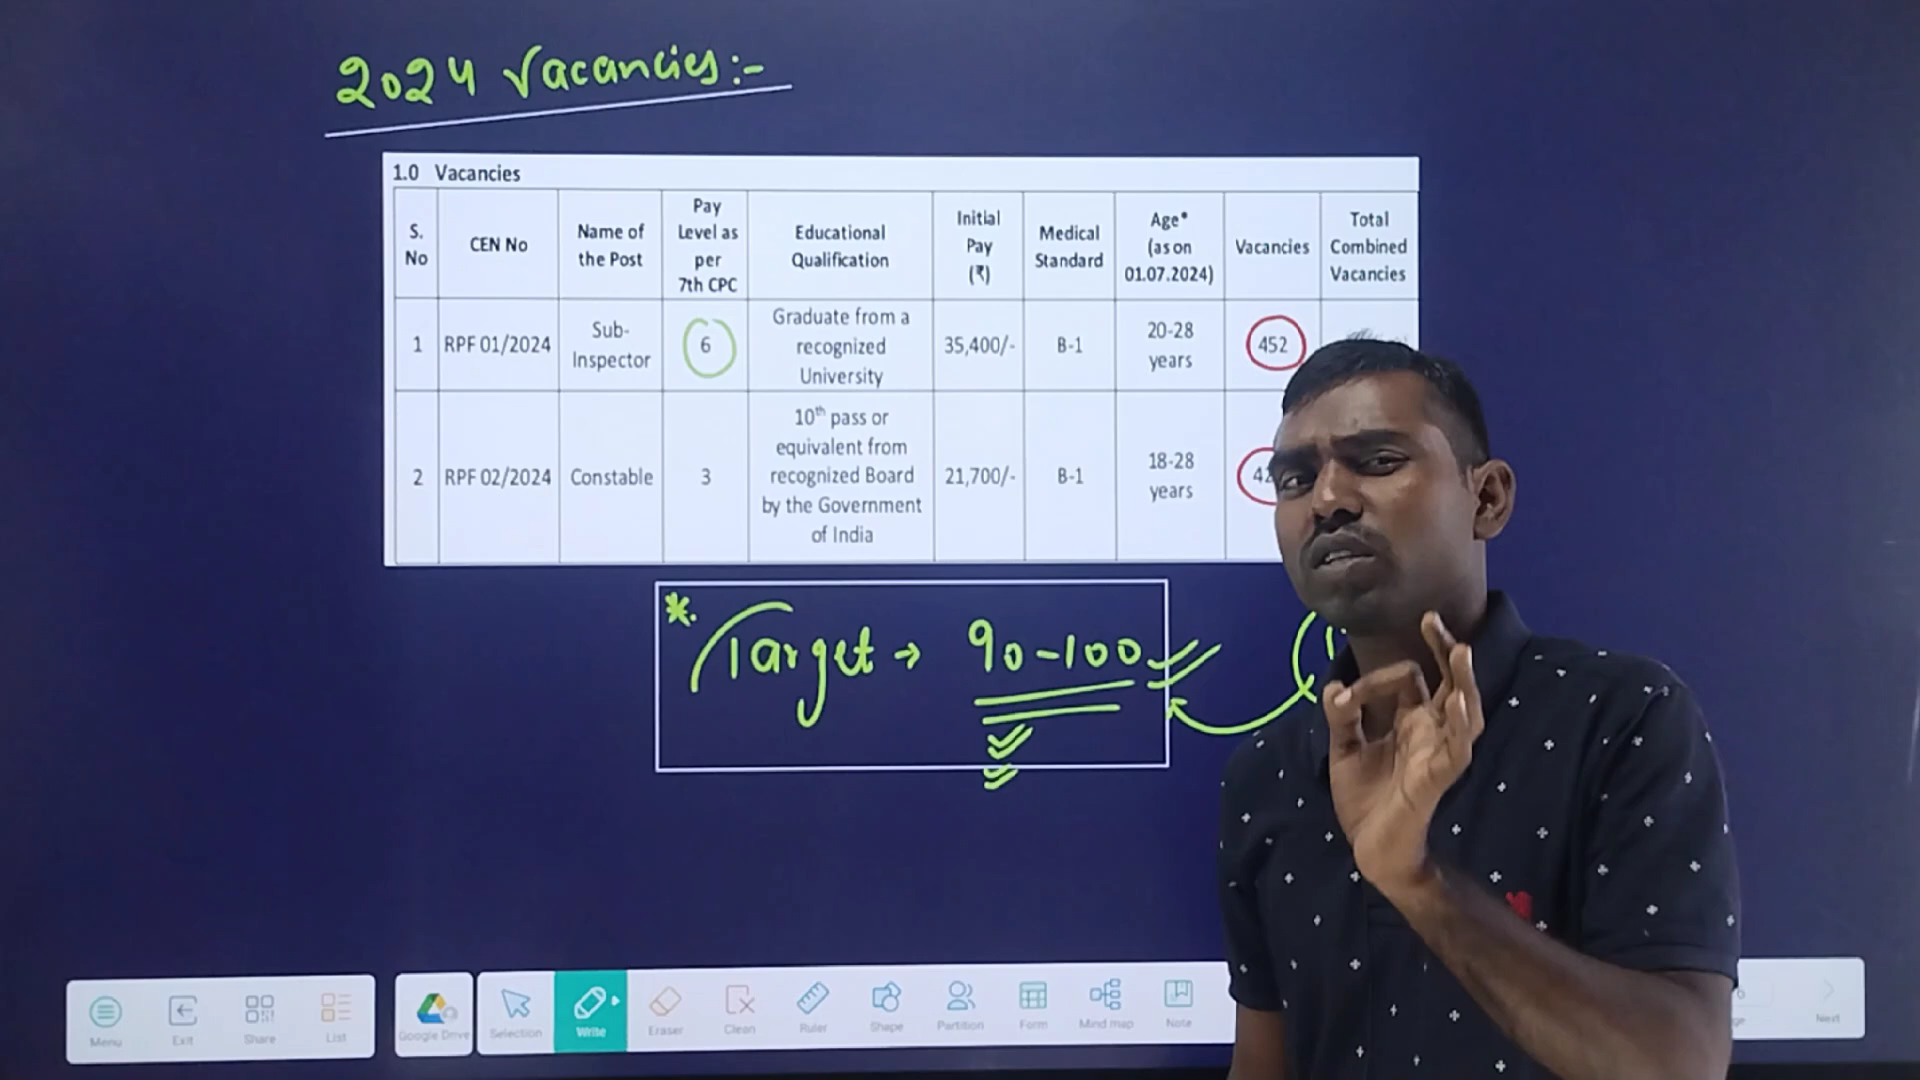 2024 Vacancies:-
1.0 Vacancies
S. No | CEN No | Name of the Post | Pay Level as per 7th CPC | Educational Qualification | Initial Pay (₹) | Medical Standard | Age* (as on 01.07.2024) | Vacancies | Total Combined Vacancies
1 | RPF 01/2024 | Sub-Inspector | 6 | Graduate from a recognized University | 35,400/- | B-1 | 20-28 years | 452
2 | RPF 02/2024 | Constable | 3 | 10th pass or equivalent from recognized Board by the Government of India | 21,700/- | B-1 | 18-28 years
*. Target → 90-100
Menu Exit Share List Google Drive Selection Write Eraser Clean Ruler Shape Partition Form Mind map Note Next